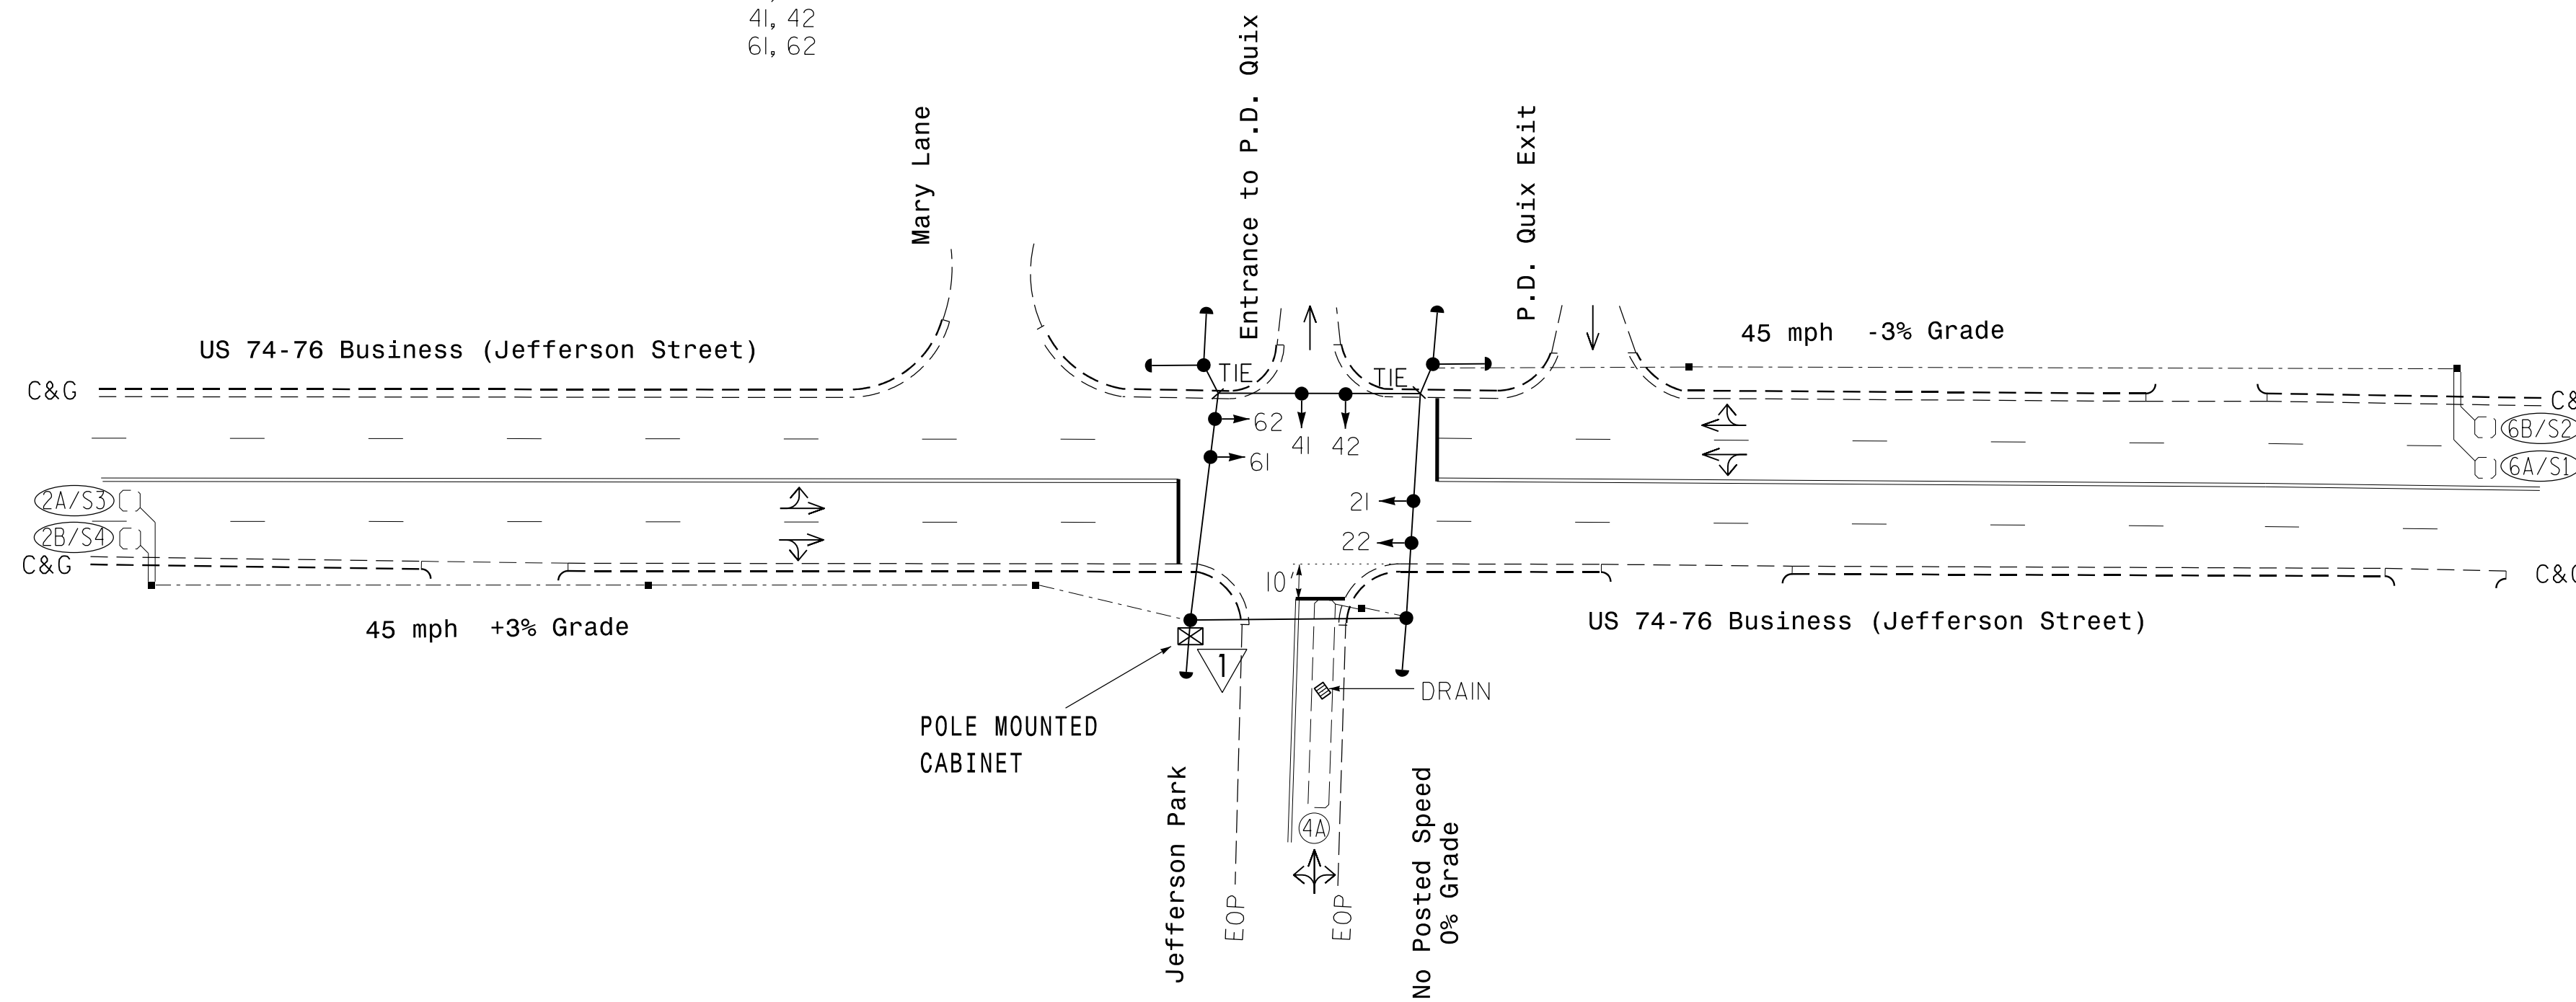 41, 42
61, 62
Mary Lane
Entrance to P.D. Quix
P.D. Quix Exit
US 74-76 Business (Jefferson Street)
45 mph -3% Grade
TIE
TIE
C&G
62
41
42
6B/S2
61
6A/S1
2A/S3
21
2B/S4
22
C&G
10'
C&G
45 mph +3% Grade
US 74-76 Business (Jefferson Street)
1
DRAIN
POLE MOUNTED
CABINET
4A
Jefferson Park
EOP
EOP
No Posted Speed
0% Grade